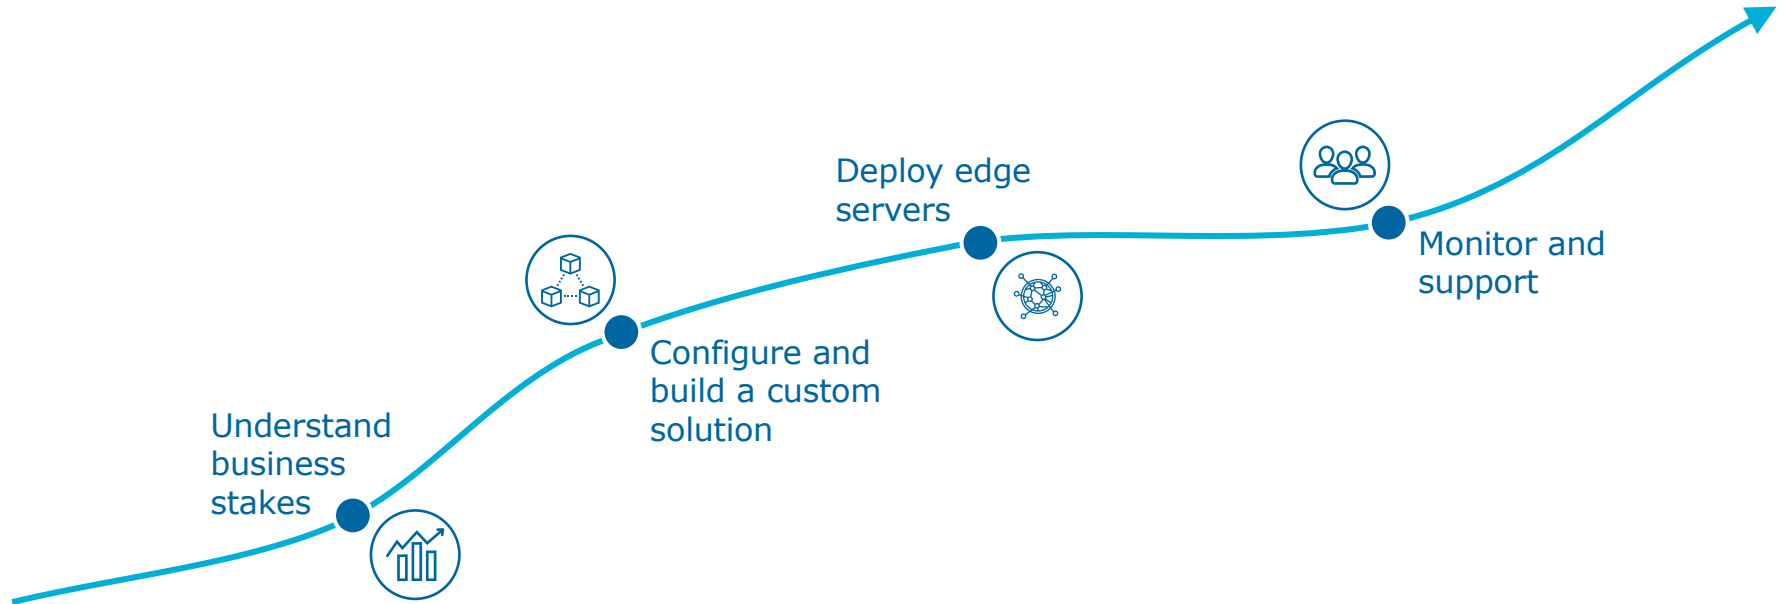 Understand
business
stakes
Configure and
build a custom
solution
Deploy edge
servers
Monitor and
support